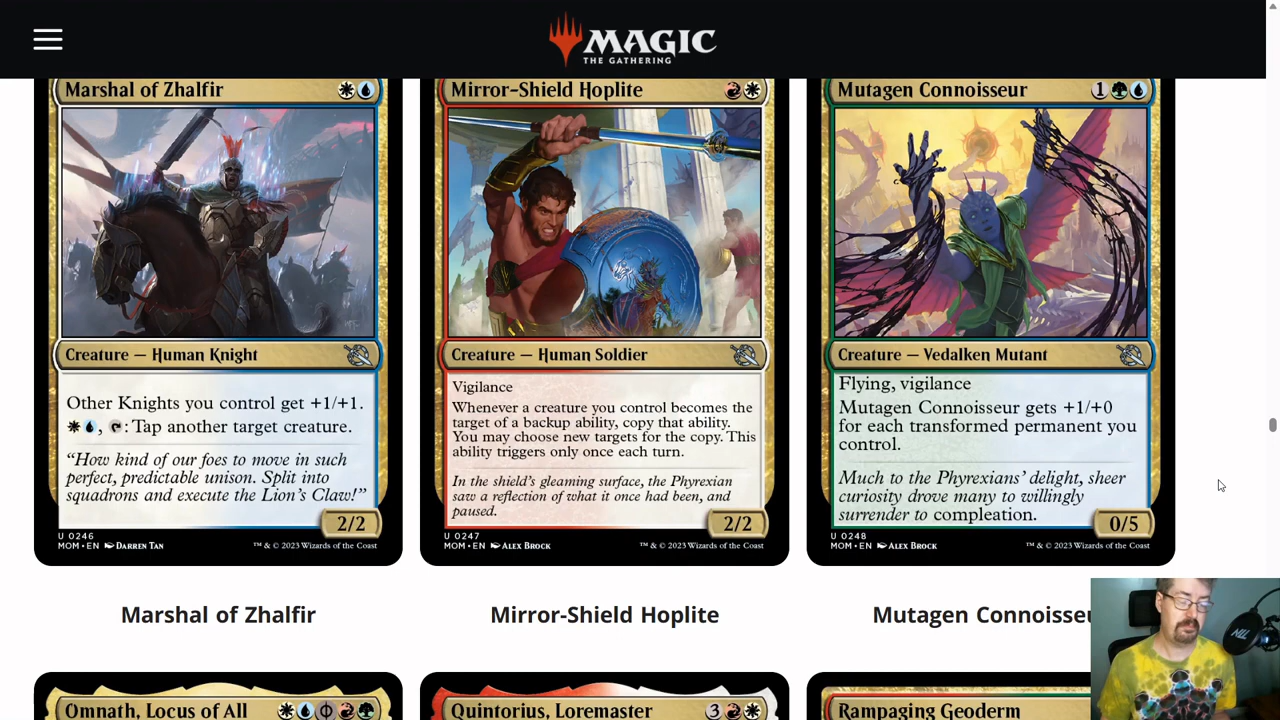 MAGIC
THE GATHERING
Marshal of Zhalfir
Creature — Human Knight
Other Knights you control get +1/+1.
, : Tap another target creature.
“How kind of our foes to move in such
perfect, predictable unison. Split into
squadrons and execute the Lion’s Claw!”
2/2
U 0246
MOM • EN DARREN TAN
™ & © 2023 Wizards of the Coast
Mirror-Shield Hoplite
Creature — Human Soldier
Vigilance
Whenever a creature you control becomes the
target of a backup ability, copy that ability.
You may choose new targets for the copy. This
ability triggers only once each turn.
In the shield’s gleaming surface, the Phyrexian
saw a reflection of what it once had been, and
paused.
2/2
U 0247
MOM • EN ALEX BROCK
™ & © 2023 Wizards of the Coast
Mutagen Connoisseur 1
Creature — Vedalken Mutant
Flying, vigilance
Mutagen Connoisseur gets +1/+0
for each transformed permanent you
control.
Much to the Phyrexians’ delight, sheer
curiosity drove many to willingly
surrender to compleation.
0/5
U 0248
MOM • EN ALEX BROCK
™ & © 2023 Wizards of the Coast
Marshal of Zhalfir
Mirror-Shield Hoplite
Mutagen Connoisseu
Omnath, Locus of All
Quintorius, Loremaster 3
Rampaging Geoderm